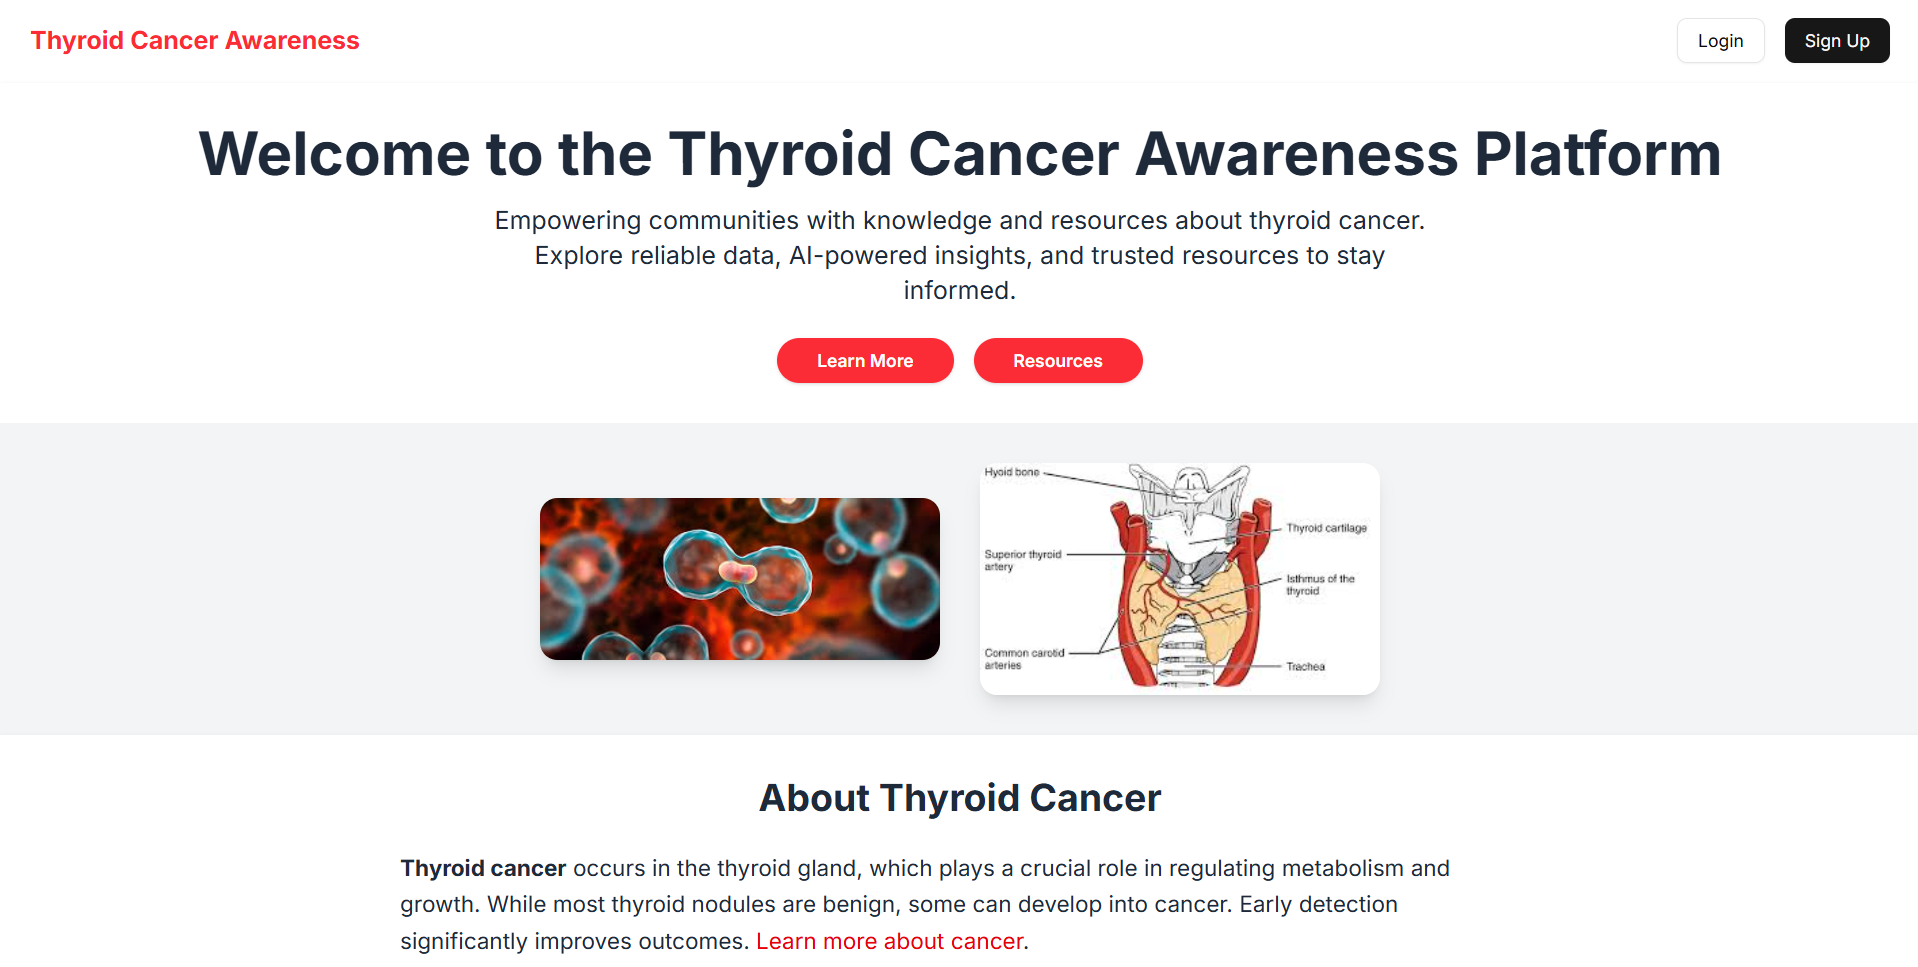 Thyroid Cancer Awareness
Login
Sign Up
Welcome to the Thyroid Cancer Awareness Platform
Empowering communities with knowledge and resources about thyroid cancer.
Explore reliable data, AI-powered insights, and trusted resources to stay
informed.
Learn More
Resources
Hyoid bone
Thyroid cartilage
Superior thyroid
artery
Isthmus of the
thyroid
Common carotid
arteries
Trachea
About Thyroid Cancer
Thyroid cancer occurs in the thyroid gland, which plays a crucial role in regulating metabolism and
growth. While most thyroid nodules are benign, some can develop into cancer. Early detection
significantly improves outcomes. Learn more about cancer.